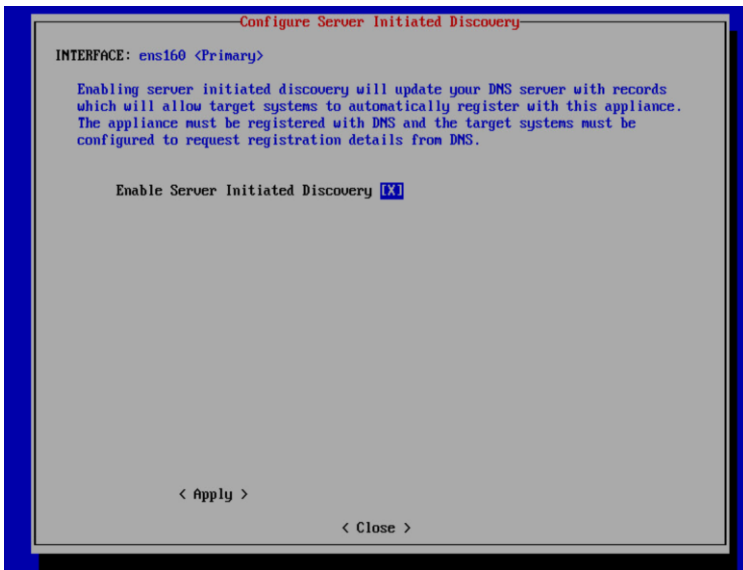 Configure Server Initiated Discovery
INTERFACE: ens160 <Primary>
Enabling server initiated discovery will update your DNS server with records
which will allow target systems to automatically register with this appliance.
The appliance must be registered with DNS and the target systems must be
configured to request registration details from DNS.
Enable Server Initiated Discovery [X]
< Apply >
< Close >